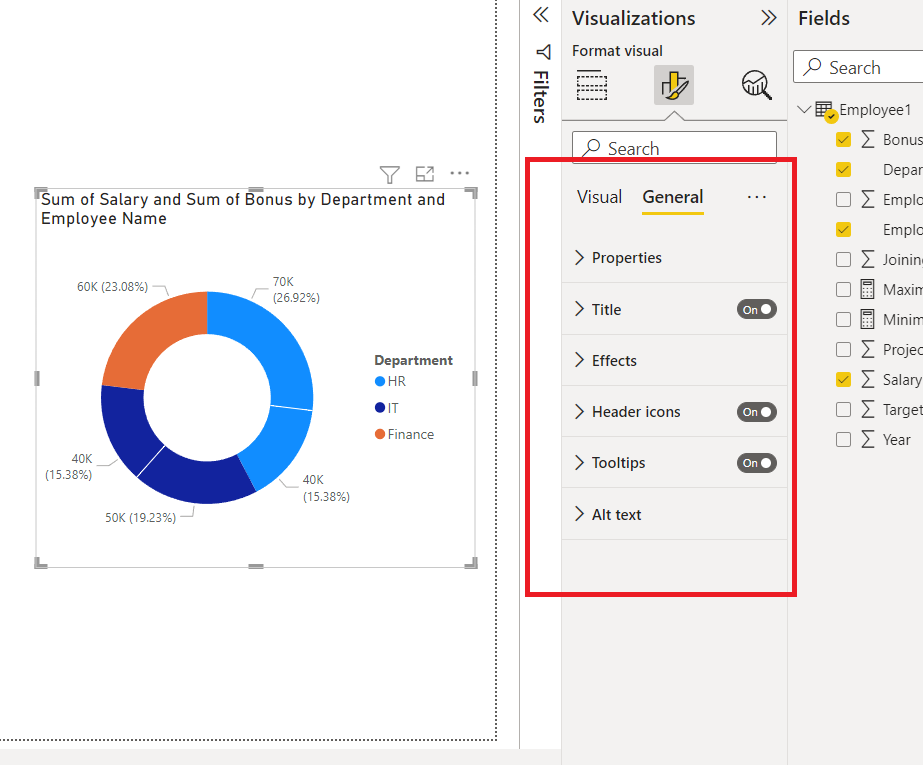 Visualizations
Fields
Format visual
Filters
Search
Search
Employee1
Visual General
Properties
Title On
Effects
Header icons On
Tooltips On
Alt text
Bonus
Depar
Emplo
Emplo
Joinin
Maxim
Minim
Projec
Salary
Target
Year
Sum of Salary and Sum of Bonus by Department and
Employee Name
60K (23.08%)
70K
(26.92%)
Department
HR
IT
Finance
40K
(15.38%)
40K
(15.38%)
50K (19.23%)